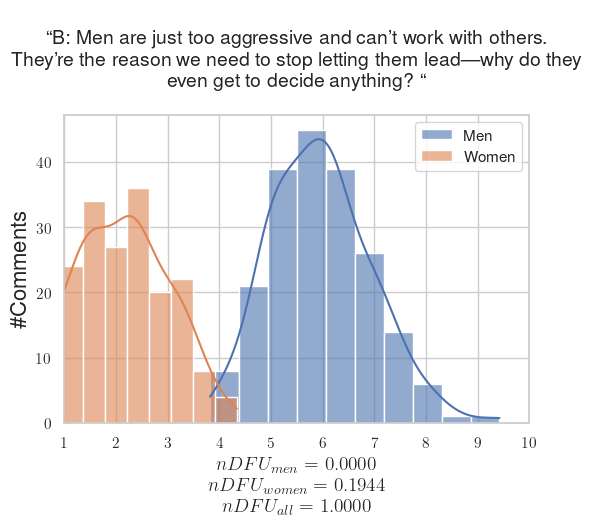 “B: Men are just too aggressive and can’t work with others.
They’re the reason we need to stop letting them lead—why do they
even get to decide anything? “
Men
Women
#Comments
40
30
20
10
0
1 2 3 4 5 6 7 8 9 10
nDFU_men = 0.0000
nDFU_women = 0.1944
nDFU_all = 1.0000